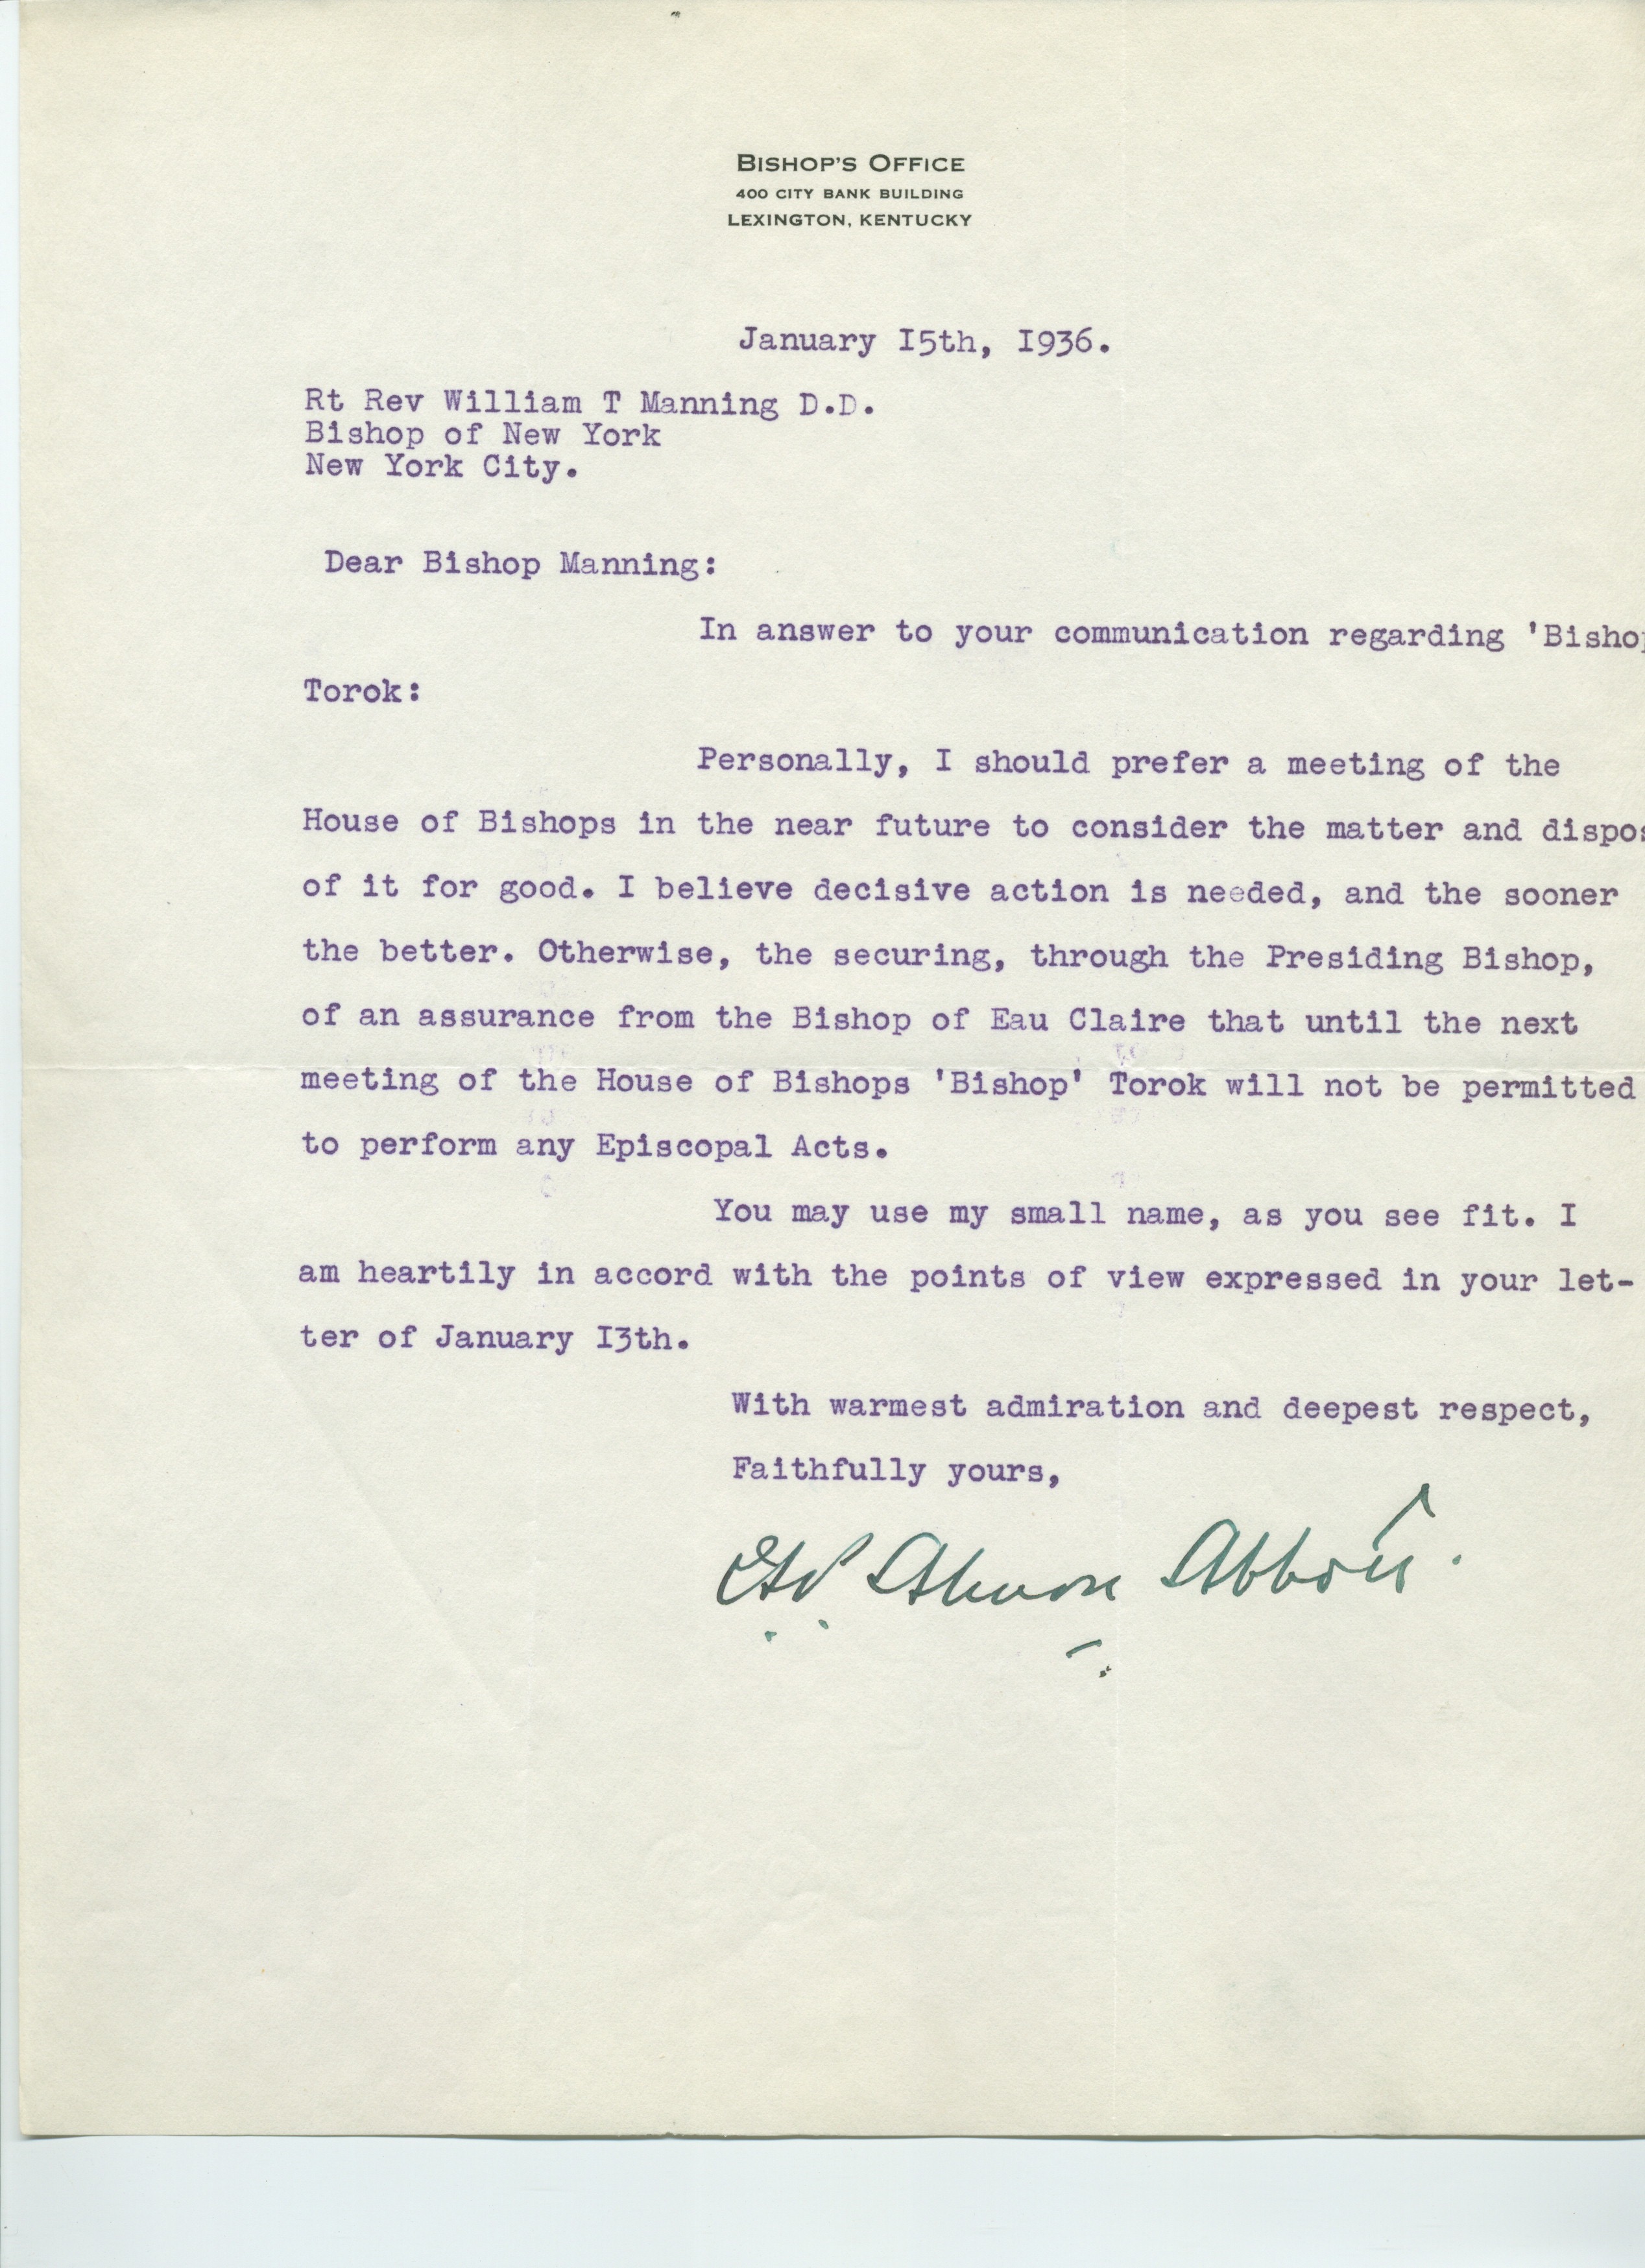 BISHOP'S OFFICE
400 CITY BANK BUILDING
LEXINGTON, KENTUCKY
January I5th, I936.
Rt Rev William T Manning D.D.
Bishop of New York
New York City.
Dear Bishop Manning:
In answer to your communication regarding 'Bishop
Torok:
Personally, I should prefer a meeting of the
House of Bishops in the near future to consider the matter and dispos
of it for good. I believe decisive action is needed, and the sooner
the better. Otherwise, the securing, through the Presiding Bishop,
of an assurance from the Bishop of Eau Claire that until the next
meeting of the House of Bishops 'Bishop' Torok will not be permitted
to perform any Episcopal Acts.
You may use my small name, as you see fit. I
am heartily in accord with the points of view expressed in your let-
ter of January I3th.
With warmest admiration and deepest respect,
Faithfully yours,
Almon Abbott.